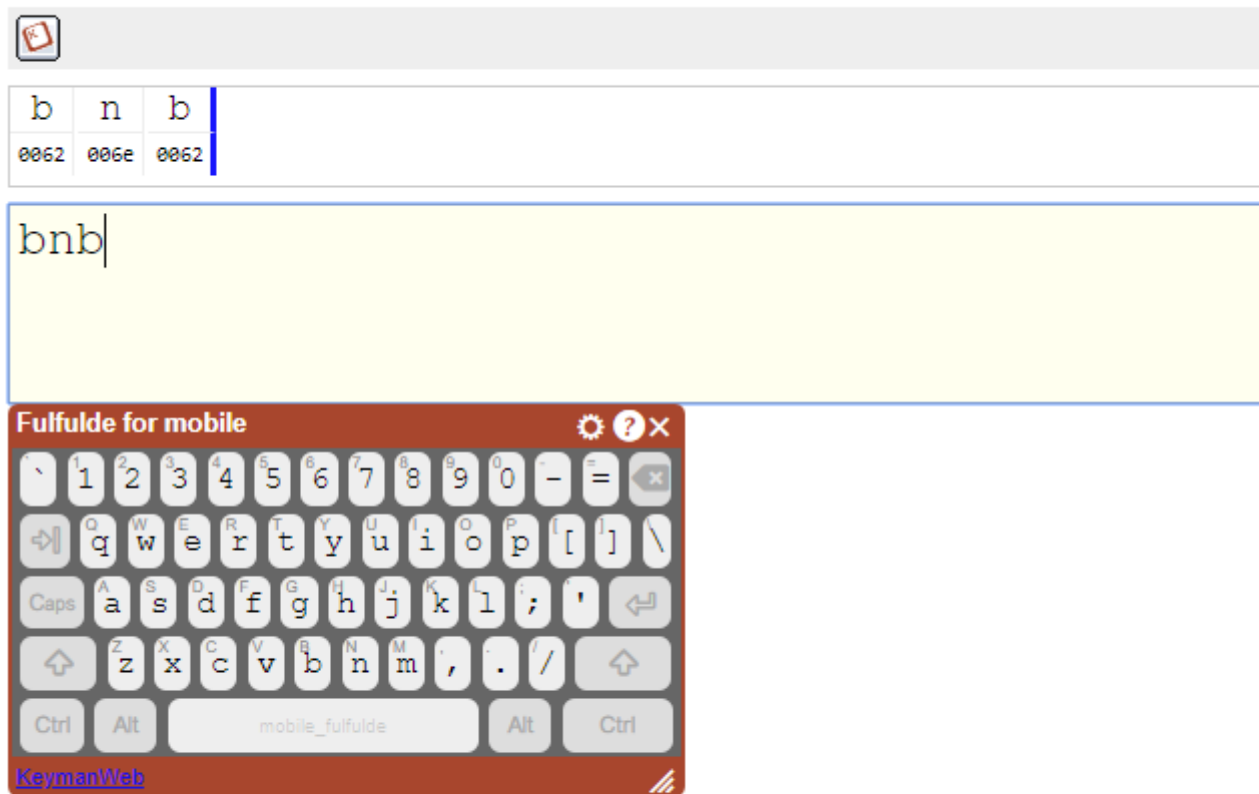 b n b
0062 006e 0062
bnb
Fulfulde for mobile
` 1 2 3 4 5 6 7 8 9 0 - =
Q W E R T Y U I O P [ ]
q w e r t y u i o p [ ] \
A S D F G H J K L ; '
Caps a s d f g h j k l ; '
Z X C V B N M , . /
z x c v b n m , . /
Ctrl Alt mobile_fulfulde Alt Ctrl
KeymanWeb